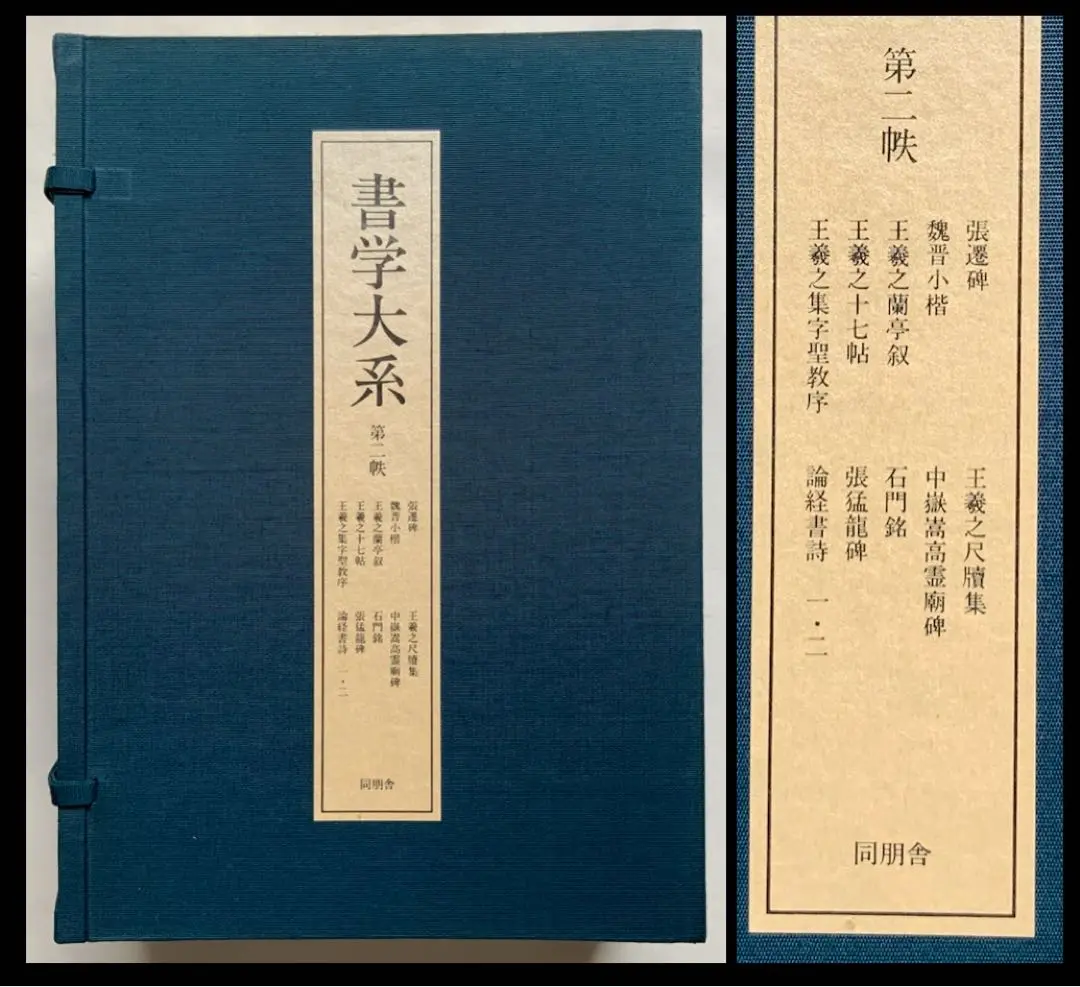 書学大系
第二帙
張遷碑
魏晋小楷
王羲之蘭亭叙
王羲之十七帖
王羲之集字聖教序
王羲之尺牘集
中嶽嵩高霊廟碑
石門銘
張猛龍碑
論経書詩 一・二
同朋舎
第二帙
張遷碑
魏晋小楷
王羲之蘭亭叙
王羲之十七帖
王羲之集字聖教序
王羲之尺牘集
中嶽嵩高霊廟碑
石門銘
張猛龍碑
論経書詩 一・二
同朋舎